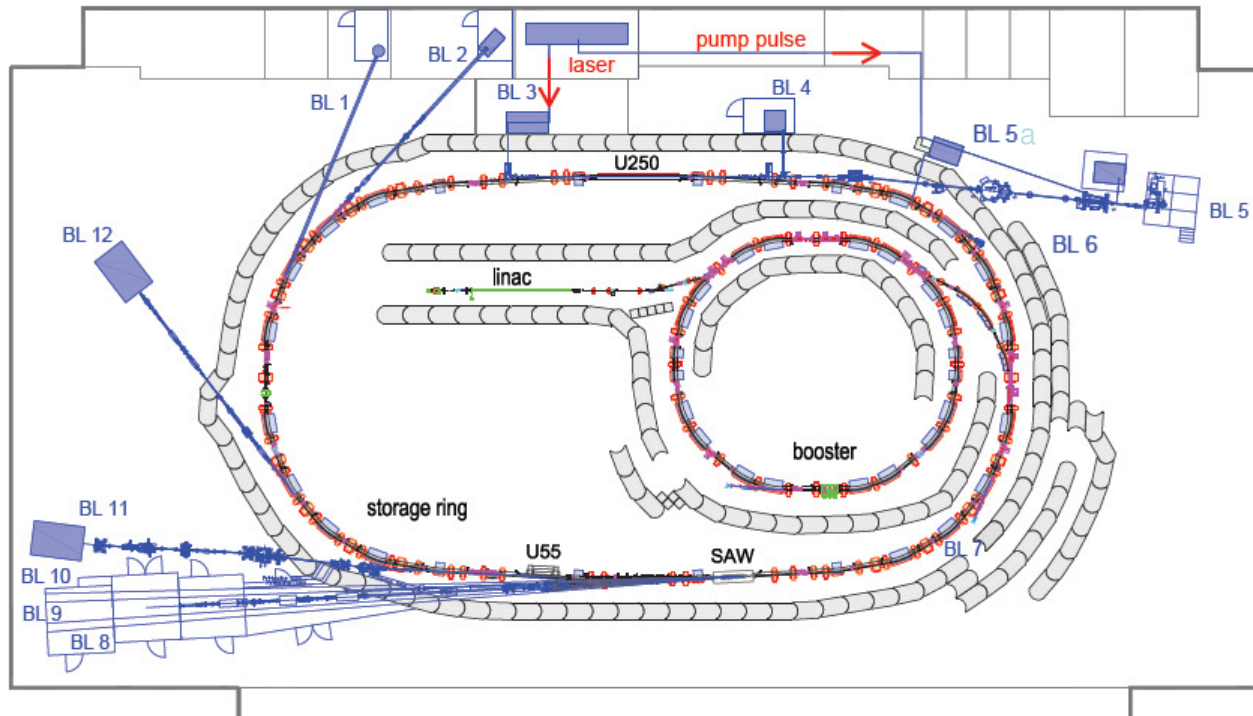 pump pulse
laser
BL 1
BL 2
BL 3
BL 4
BL 5a
U250
BL 5
BL 6
BL 12
linac
booster
storage ring
BL 11
U55
SAW
BL 7
BL 10
BL 9
BL 8